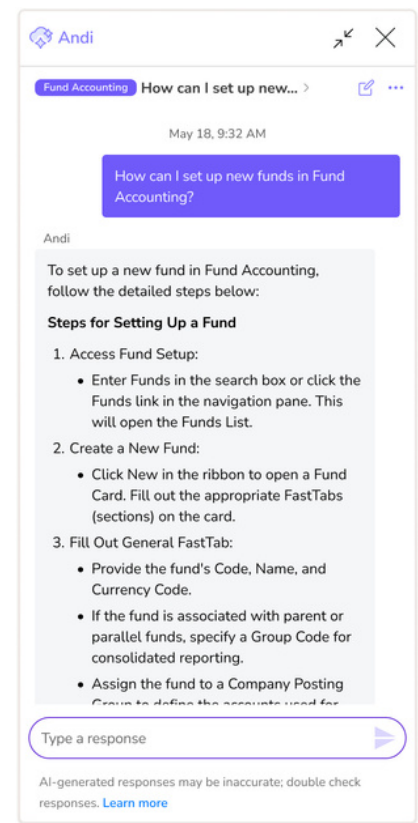 Andi
Fund Accounting How can I set up new... >
May 18, 9:32 AM
How can I set up new funds in Fund
Accounting?
Andi
To set up a new fund in Fund Accounting,
follow the detailed steps below:
Steps for Setting Up a Fund
1. Access Fund Setup:
• Enter Funds in the search box or click the
Funds link in the navigation pane. This
will open the Funds List.
2. Create a New Fund:
• Click New in the ribbon to open a Fund
Card. Fill out the appropriate FastTabs
(sections) on the card.
3. Fill Out General FastTab:
• Provide the fund's Code, Name, and
Currency Code.
• If the fund is associated with parent or
parallel funds, specify a Group Code for
consolidated reporting.
• Assign the fund to a Company Posting
Group to define the accounts used for
Type a response
AI-generated responses may be inaccurate; double check
responses. Learn more